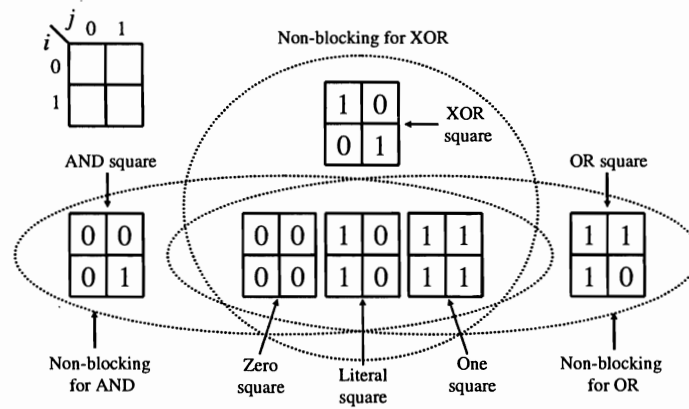 j
i 0 1
0
1
Non-blocking for XOR
1 0
0 1
XOR
square
AND square
OR square
0 0
0 1
0 0
0 0
1 0
1 0
1 1
1 1
1 1
1 0
Non-blocking
for AND
Zero
square
Literal
square
One
square
Non-blocking
for OR